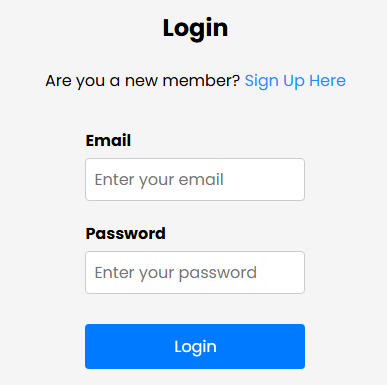 Login
Are you a new member? Sign Up Here
Email
Enter your email
Password
Enter your password
Login